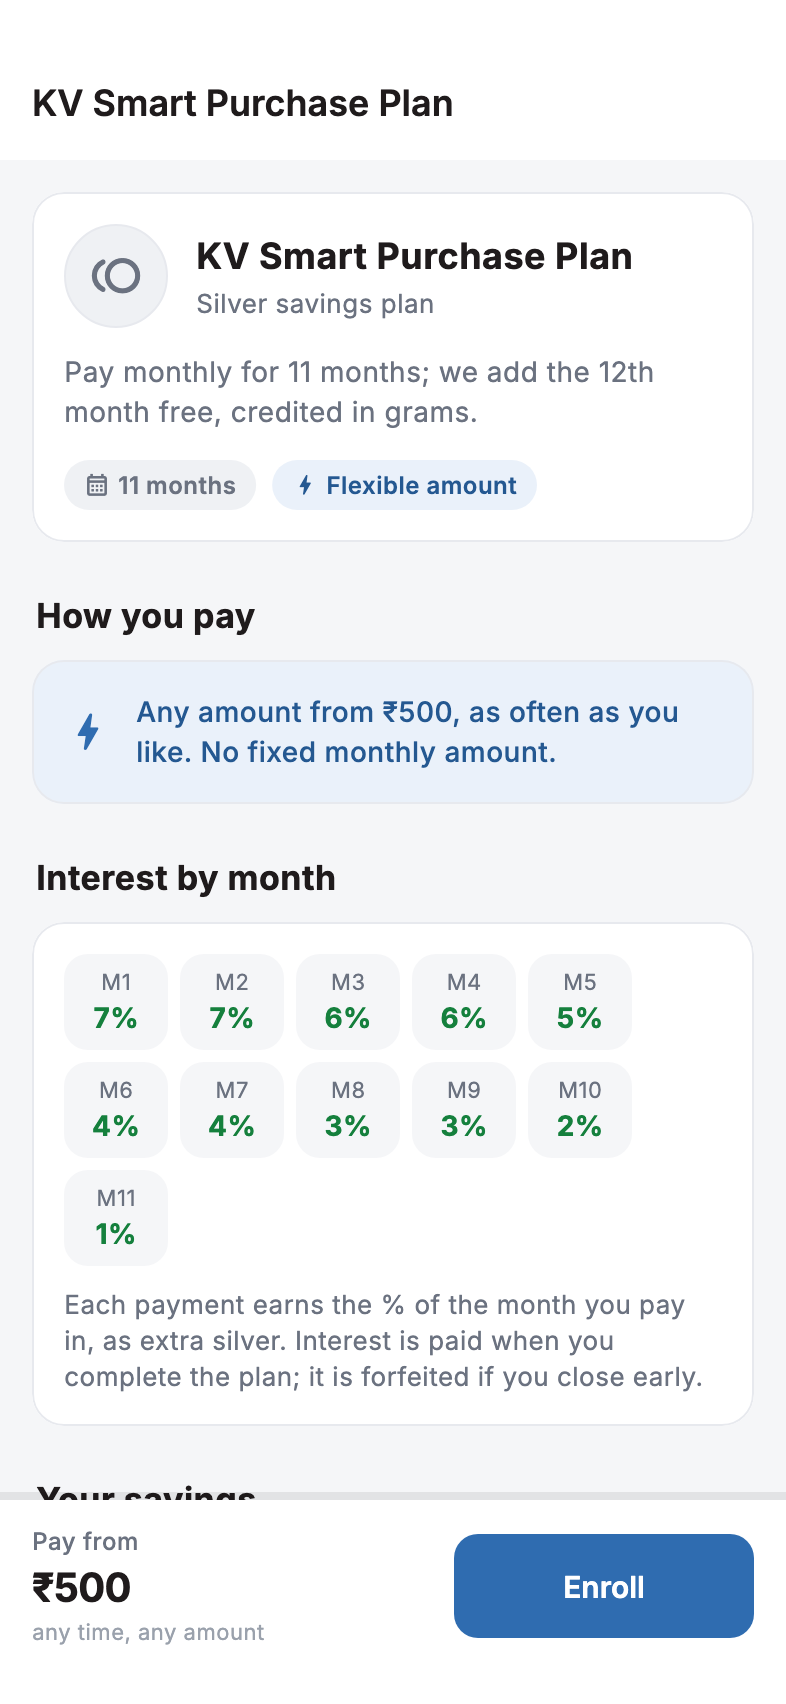 KV Smart Purchase Plan
KV Smart Purchase Plan
Silver savings plan
Pay monthly for 11 months; we add the 12th
month free, credited in grams.
11 months
Flexible amount
How you pay
Any amount from ₹500, as often as you
like. No fixed monthly amount.
Interest by month
M1 M2 M3 M4 M5
7% 7% 6% 6% 5%
M6 M7 M8 M9 M10
4% 4% 3% 3% 2%
M11
1%
Each payment earns the % of the month you pay
in, as extra silver. Interest is paid when you
complete the plan; it is forfeited if you close early.
Your savings
Pay from
₹500
any time, any amount
Enroll